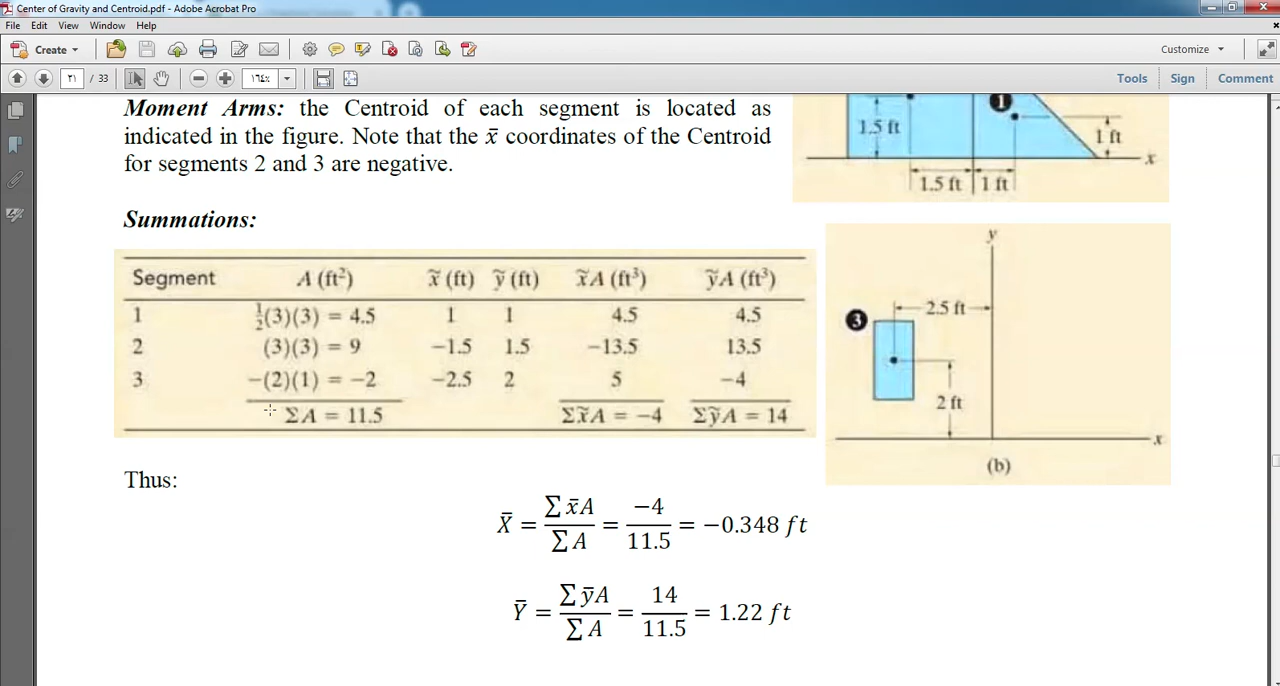 Center of Gravity and Centroid.pdf - Adobe Acrobat Pro
File Edit View Window Help
Create Customize
٢١ / 33 ١٦٤٪ Tools Sign Comment
Moment Arms: the Centroid of each segment is located as
indicated in the figure. Note that the x̄ coordinates of the Centroid
for segments 2 and 3 are negative.
1
1.5 ft
1 ft
x
1.5 ft 1 ft
Summations:
Segment A (ft²) x̃ (ft) ỹ (ft) x̃A (ft³) ỹA (ft³)
1 ½(3)(3) = 4.5 1 1 4.5 4.5
2 (3)(3) = 9 −1.5 1.5 −13.5 13.5
3 −(2)(1) = −2 −2.5 2 5 −4
ΣA = 11.5 Σx̃A = −4 ΣỹA = 14
y
2.5 ft
3
2 ft
x
(b)
Thus:
X̄ = ∑ x̄A / ∑ A = −4 / 11.5 = −0.348 ft
Ȳ = ∑ ȳA / ∑ A = 14 / 11.5 = 1.22 ft